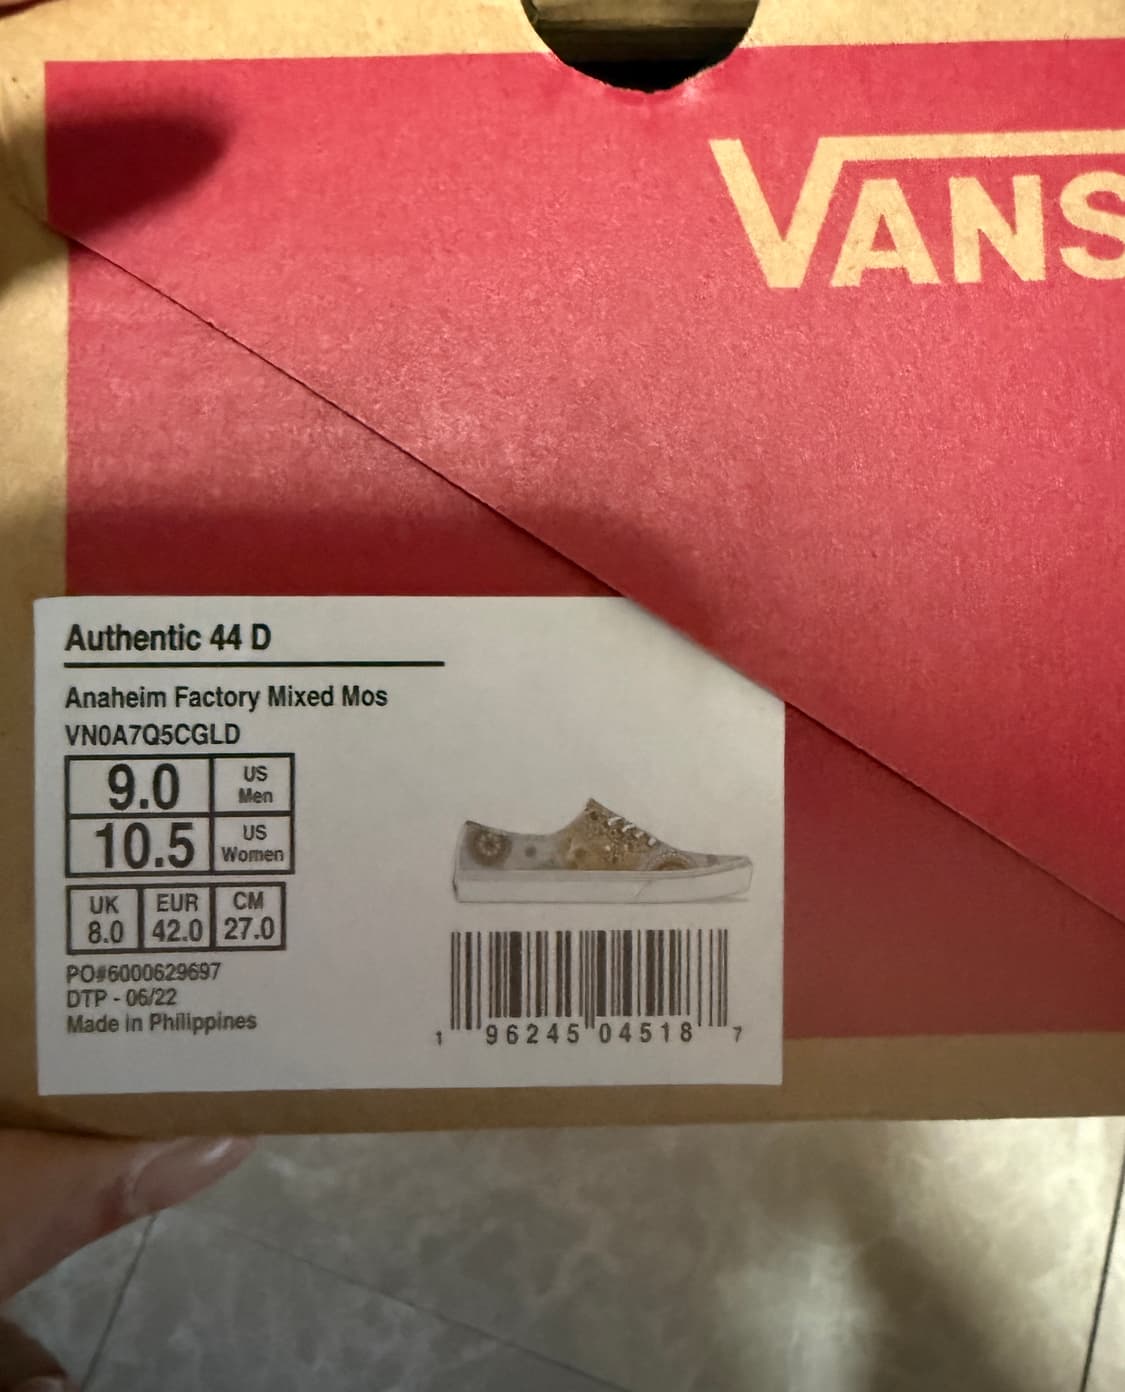 VANS
Authentic 44 D
Anaheim Factory Mixed Mos
VN0A7Q5CGLD
9.0 US Men
10.5 US Women
UK EUR CM
8.0 42.0 27.0
PO#6000629697
DTP - 06/22
Made in Philippines
1 96245 04518 7